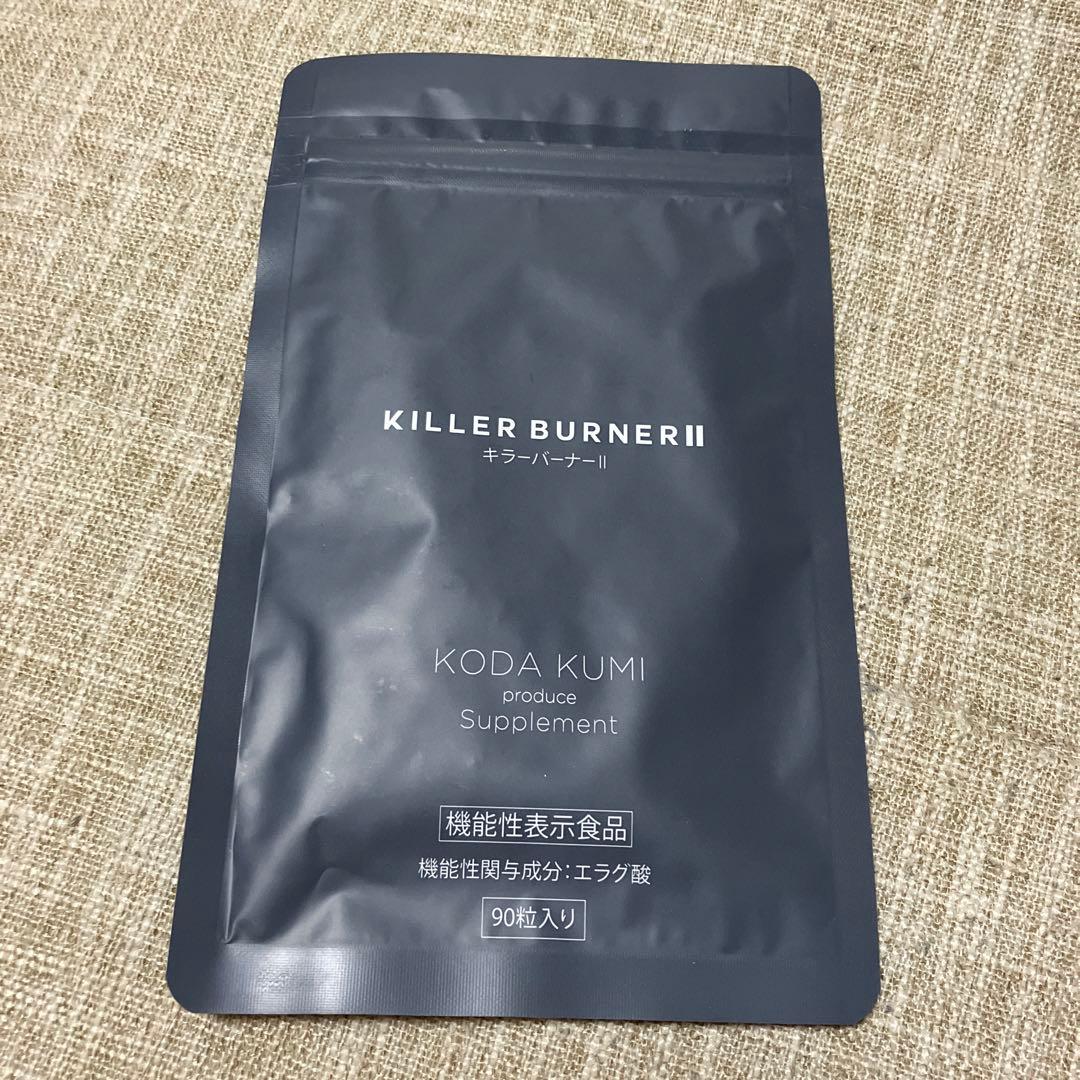 KILLER BURNERⅡ
キラーバーナーⅡ
KODA KUMI
produce
Supplement
機能性表示食品
機能性関与成分：エラグ酸
90粒入り